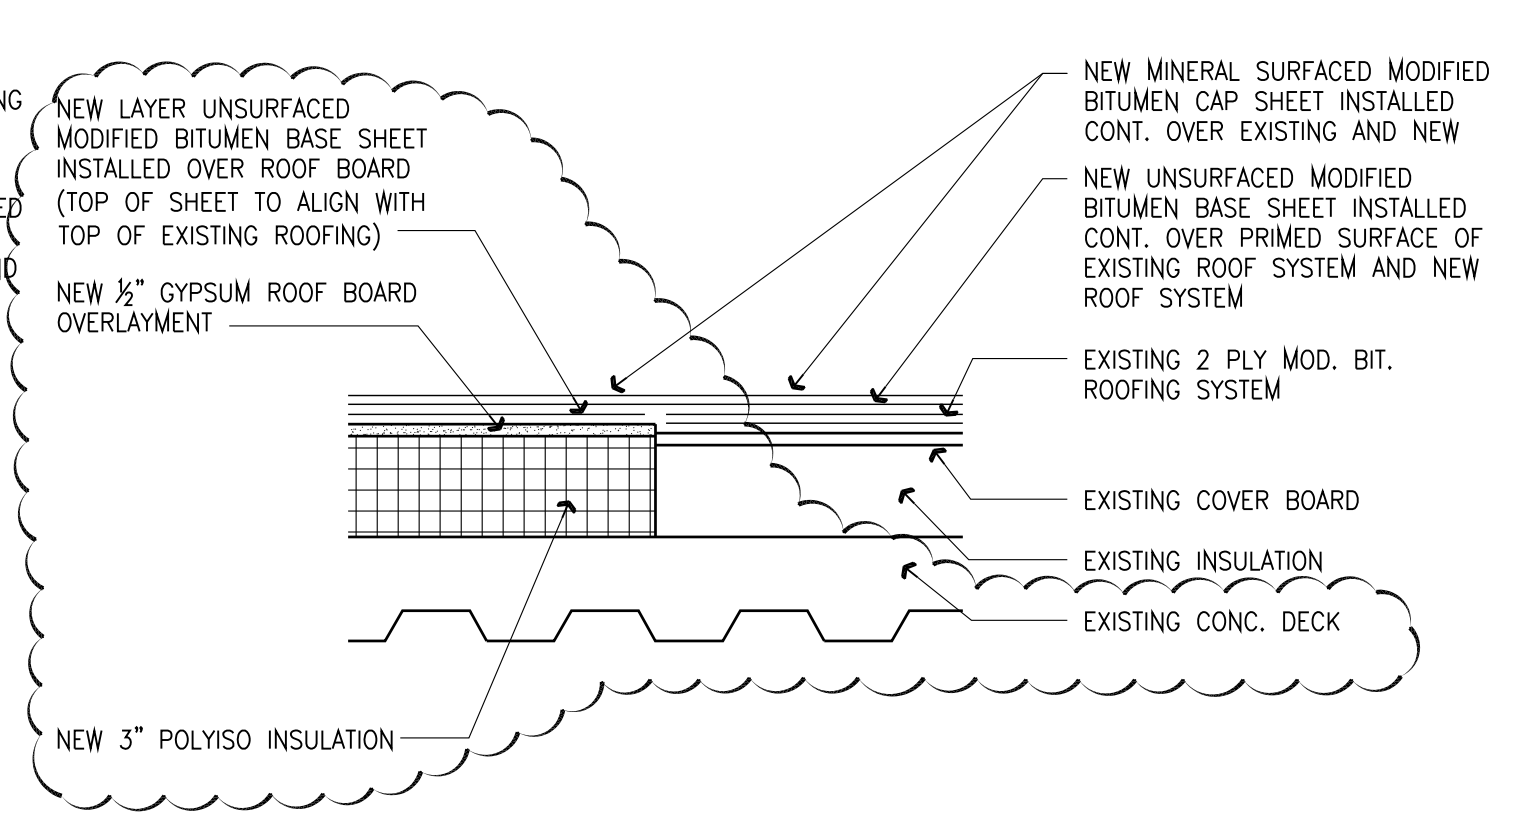 NEW LAYER UNSURFACED
MODIFIED BITUMEN BASE SHEET
INSTALLED OVER ROOF BOARD
(TOP OF SHEET TO ALIGN WITH
TOP OF EXISTING ROOFING)
NEW ½" GYPSUM ROOF BOARD
OVERLAYMENT
NEW 3" POLYISO INSULATION
NEW MINERAL SURFACED MODIFIED
BITUMEN CAP SHEET INSTALLED
CONT. OVER EXISTING AND NEW
NEW UNSURFACED MODIFIED
BITUMEN BASE SHEET INSTALLED
CONT. OVER PRIMED SURFACE OF
EXISTING ROOF SYSTEM AND NEW
ROOF SYSTEM
EXISTING 2 PLY MOD. BIT.
ROOFING SYSTEM
EXISTING COVER BOARD
EXISTING INSULATION
EXISTING CONC. DECK